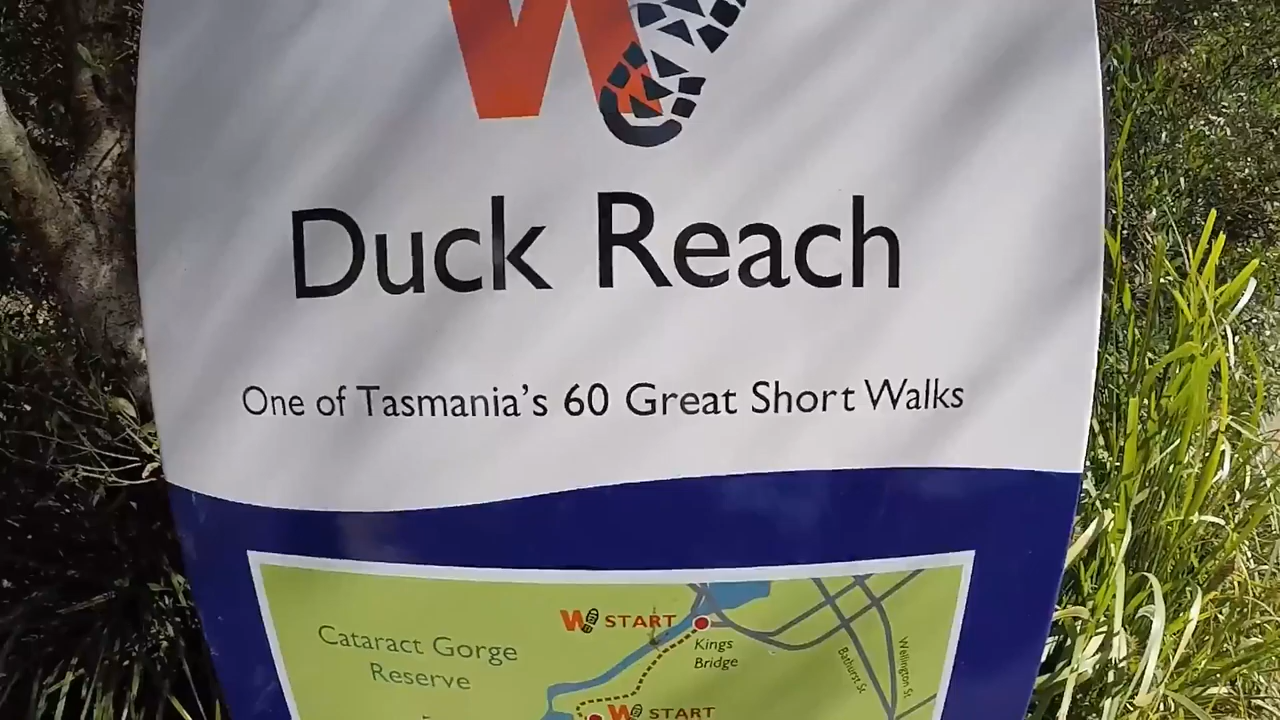 W
Duck Reach
One of Tasmania's 60 Great Short Walks
W START
Kings
Bridge
Cataract Gorge
Reserve
Bathurst St.
Wellington St.
W START